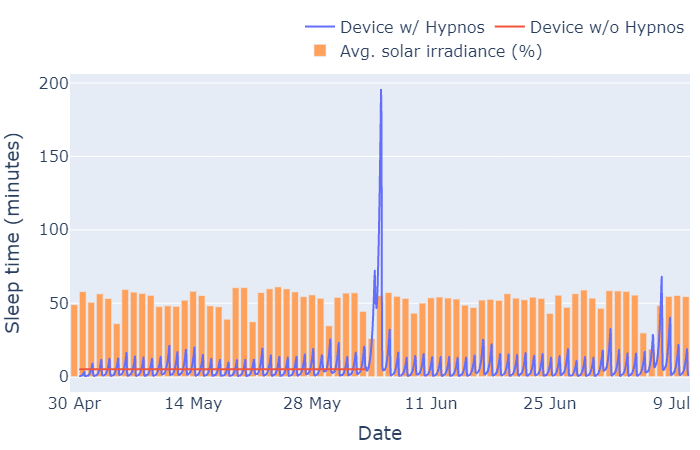 Device w/ Hypnos Device w/o Hypnos
Avg. solar irradiance (%)
200
150
100
50
0
Sleep time (minutes)
30 Apr 14 May 28 May 11 Jun 25 Jun 9 Jul
Date